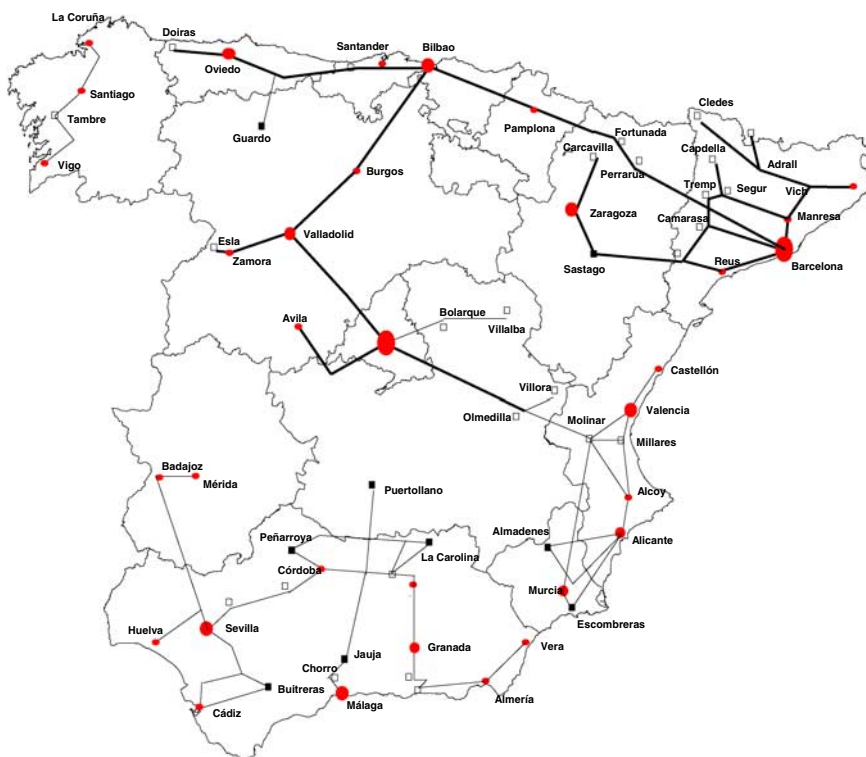 La Coruña
Doiras
Santander
Bilbao
Oviedo
Santiago
Cledes
Tambre
Guardo
Pamplona
Fortunada
Carcavilla
Capdella
Adrall
Vigo
Burgos
Perrarua
Tremp
Segur
Vich
Zaragoza
Camarasa
Manresa
Esla
Valladolid
Zamora
Sastago
Reus
Barcelona
Avila
Bolarque
Villalba
Castellón
Villora
Olmedilla
Molinar
Valencia
Millares
Badajoz
Mérida
Puertollano
Alcoy
Peñarroya
La Carolina
Almadenes
Alicante
Córdoba
Murcia
Escombreras
Huelva
Sevilla
Jauja
Granada
Vera
Chorro
Buitreras
Málaga
Almería
Cádiz